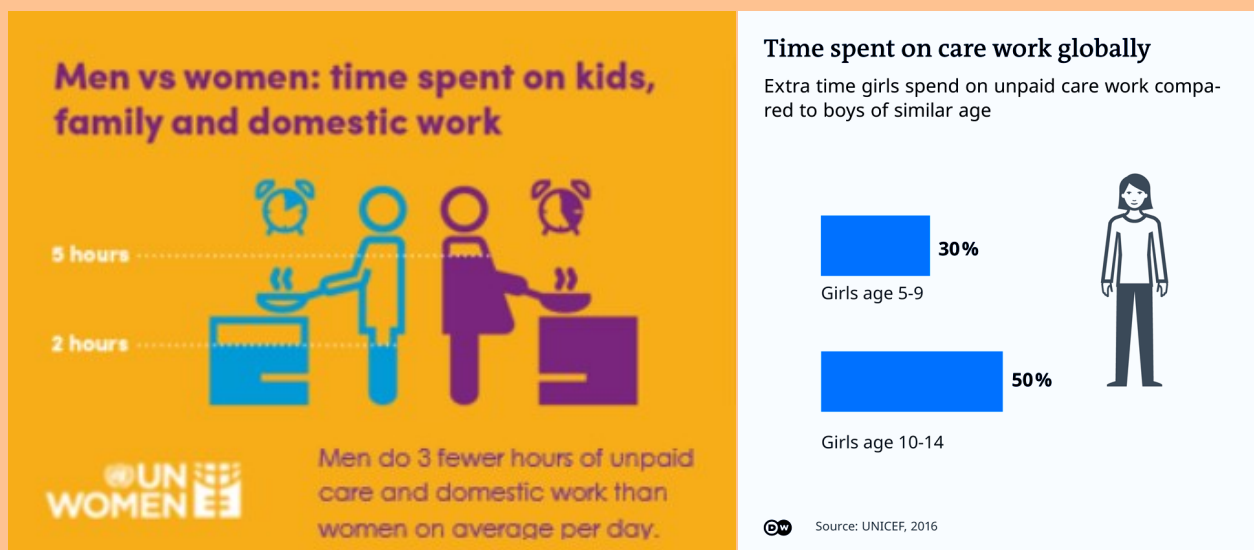 Men vs women: time spent on kids,
family and domestic work
5 hours
2 hours
UN
WOMEN
Men do 3 fewer hours of unpaid
care and domestic work than
women on average per day.
Time spent on care work globally
Extra time girls spend on unpaid care work compa-
red to boys of similar age
30%
Girls age 5-9
50%
Girls age 10-14
DW
Source: UNICEF, 2016